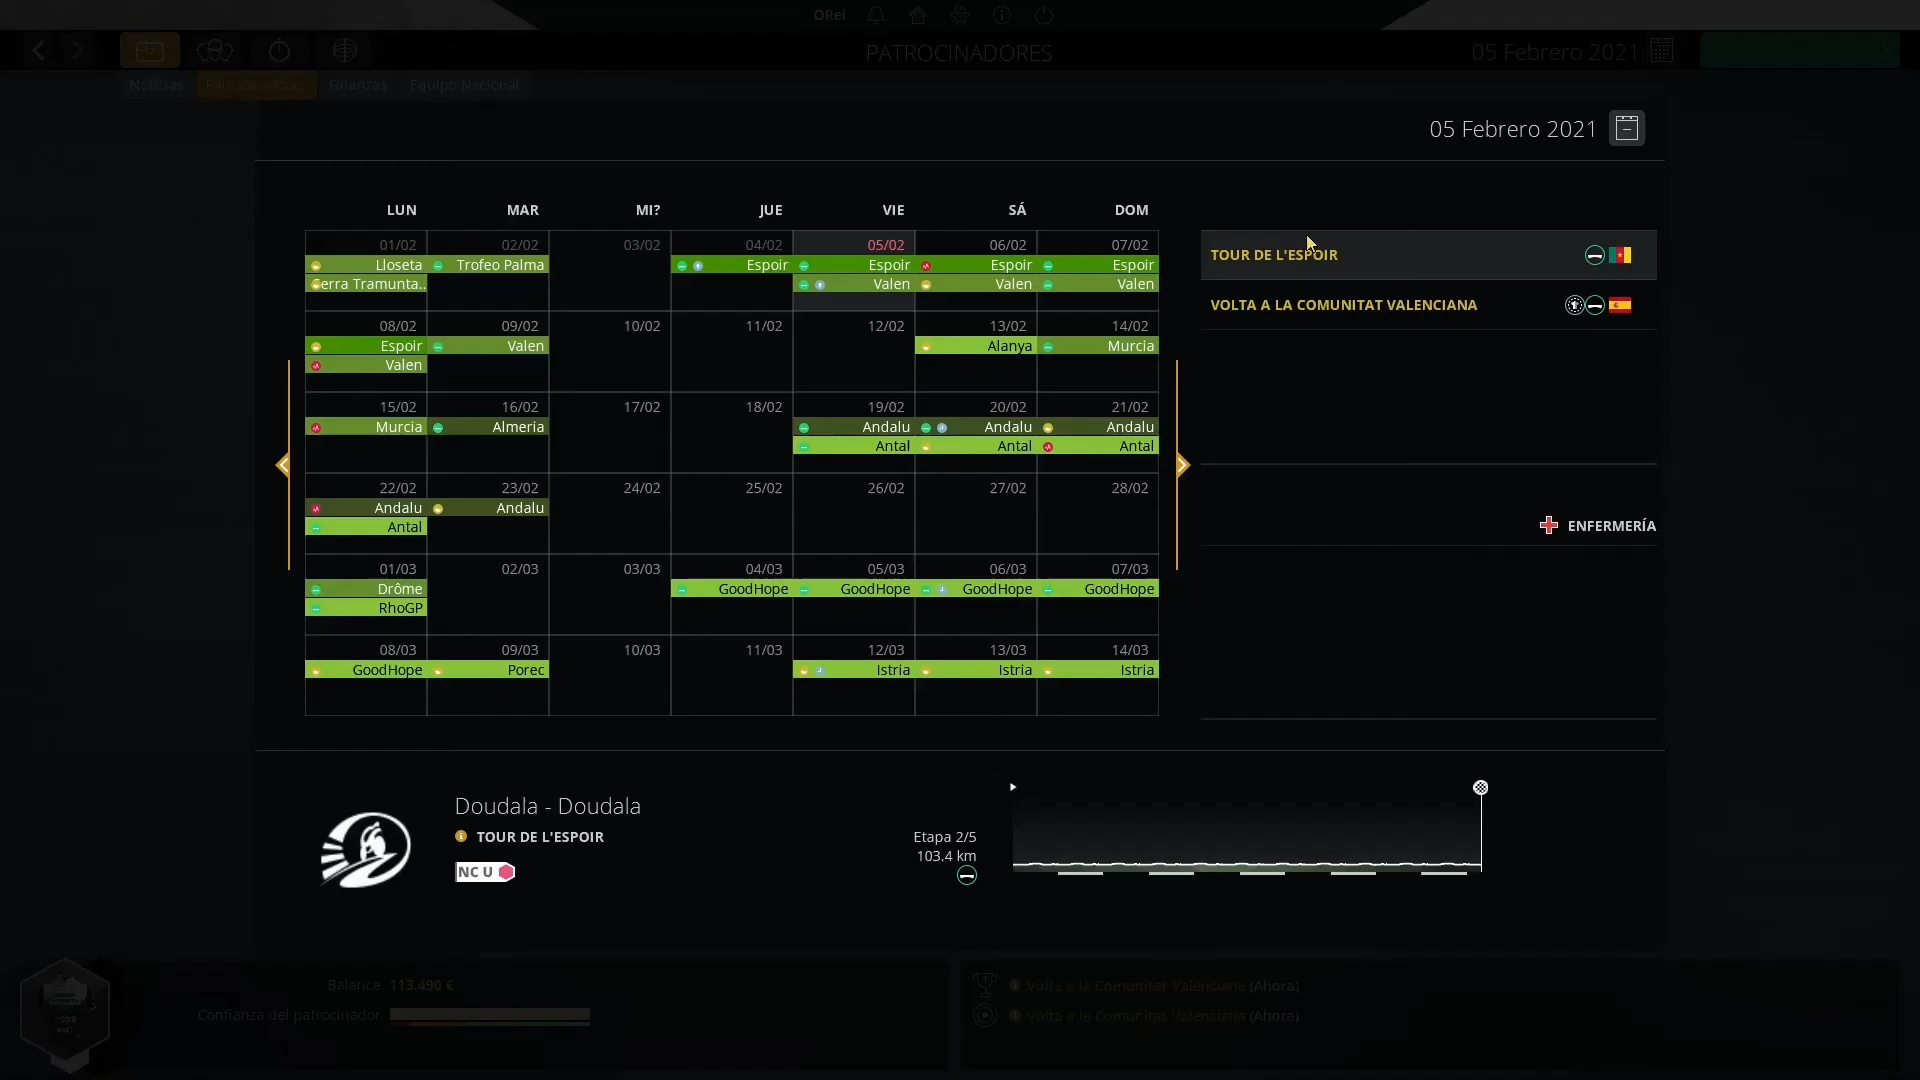 ORel
PATROCINADORES
05 Febrero 2021
Noticias Patrocinadores Finanzas Equipo Nacional
05 Febrero 2021
LUN MAR MI? JUE VIE SÁ DOM
01/02 02/02 03/02 04/02 05/02 06/02 07/02
Lloseta Trofeo Palma Espoir Espoir Espoir Espoir
erra Tramunta.. Valen Valen Valen
08/02 09/02 10/02 11/02 12/02 13/02 14/02
Espoir Valen Alanya Murcia
Valen
15/02 16/02 17/02 18/02 19/02 20/02 21/02
Murcia Almeria Andalu Andalu Andalu
Antal Antal Antal
22/02 23/02 24/02 25/02 26/02 27/02 28/02
Andalu Andalu
Antal
01/03 02/03 03/03 04/03 05/03 06/03 07/03
Drôme GoodHope GoodHope GoodHope GoodHope
RhoGP
08/03 09/03 10/03 11/03 12/03 13/03 14/03
GoodHope Porec Istria Istria Istria
TOUR DE L'ESPOIR
VOLTA A LA COMUNITAT VALENCIANA
ENFERMERÍA
Doudala - Doudala
TOUR DE L'ESPOIR
NC U
Etapa 2/5
103.4 km
Balance 113.490 €
Confianza del patrocinador
Volta a la Comunitat Valenciana (Ahora)
Volta a la Comunitat Valenciana (Ahora)